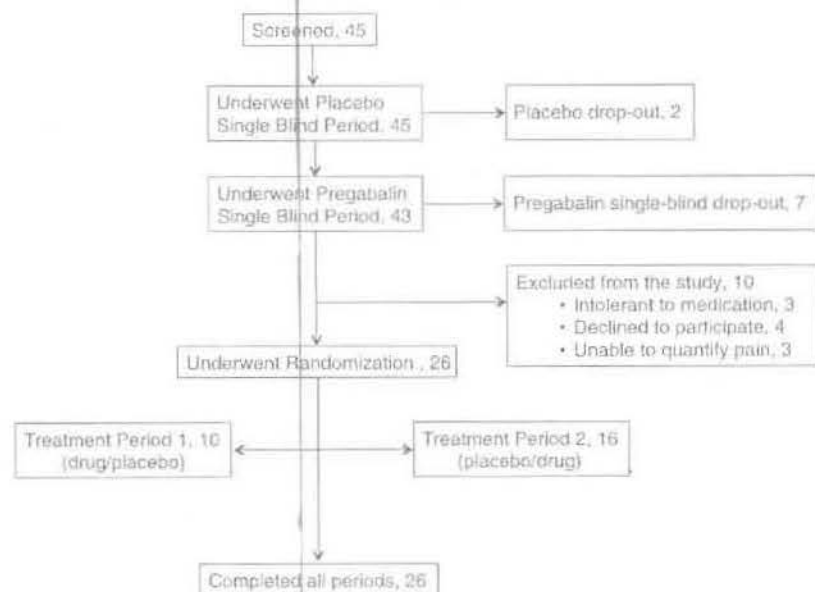 Screened, 45
Underwent Placebo
Single Blind Period, 45
Placebo drop-out, 2
Underwent Pregabalin
Single Blind Period, 43
Pregabalin single-blind drop-out, 7
Excluded from the study, 10
• Intolerant to medication, 3
• Declined to participate, 4
• Unable to quantify pain, 3
Underwent Randomization , 26
Treatment Period 1, 10
(drug/placebo)
Treatment Period 2, 16
(placebo/drug)
Completed all periods, 26